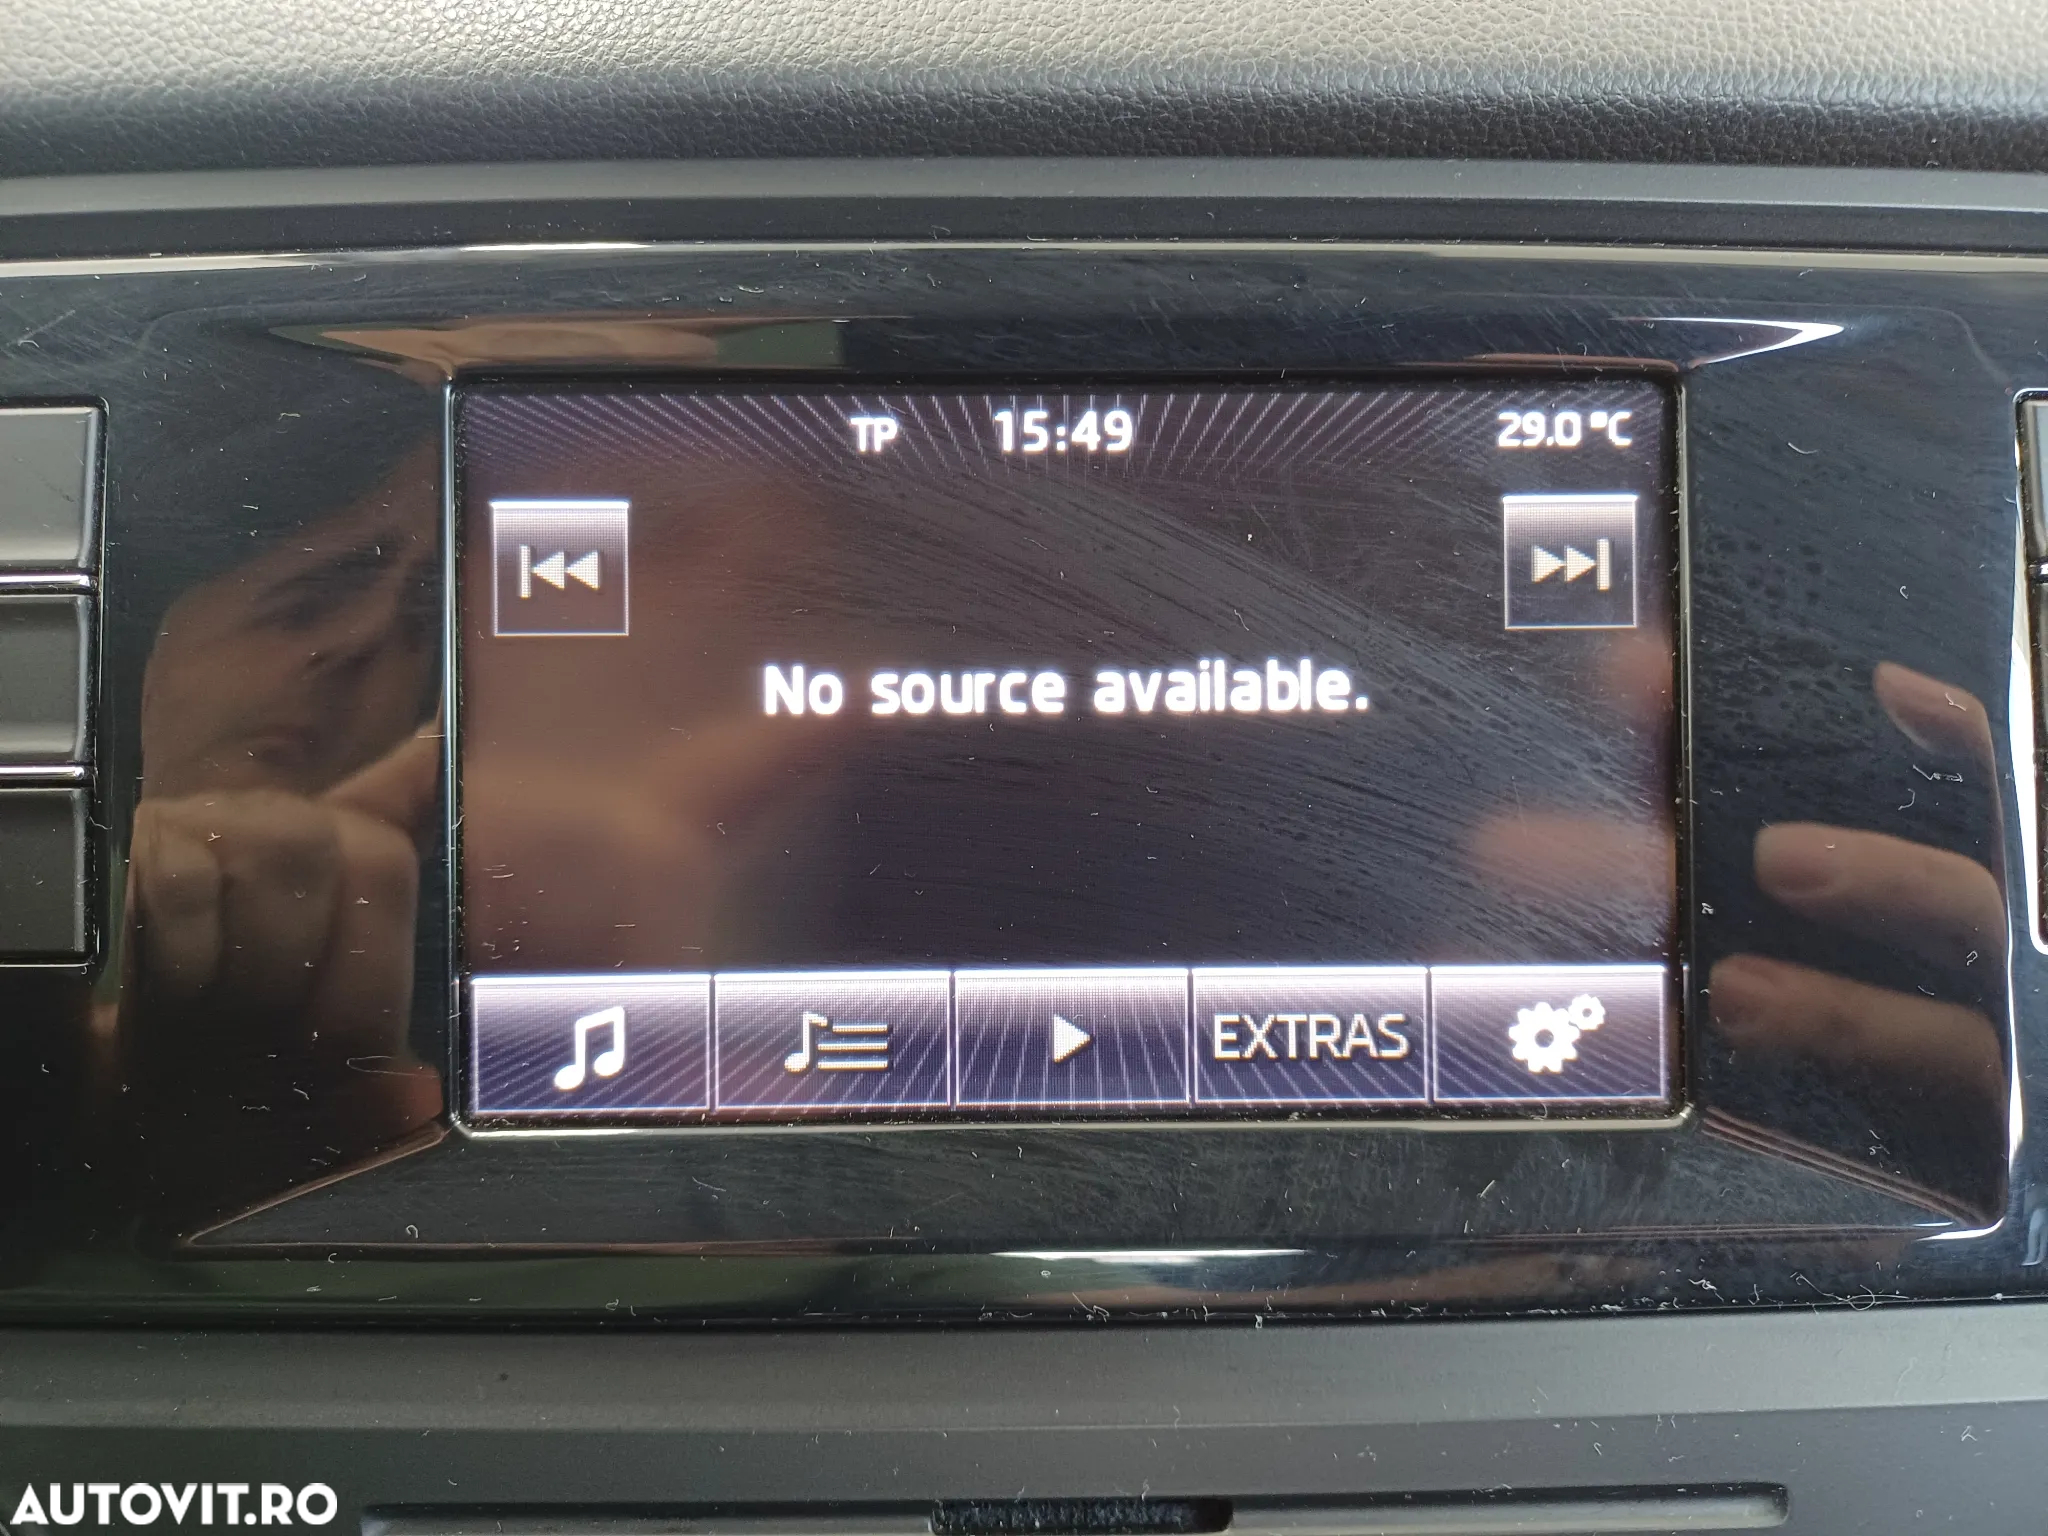 TP 15:49 29.0 °C
No source available.
EXTRAS
AUTOVIT.RO